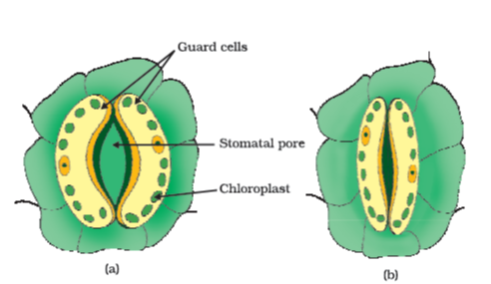 Guard cells
Stomatal pore
Chloroplast
(a)
(b)